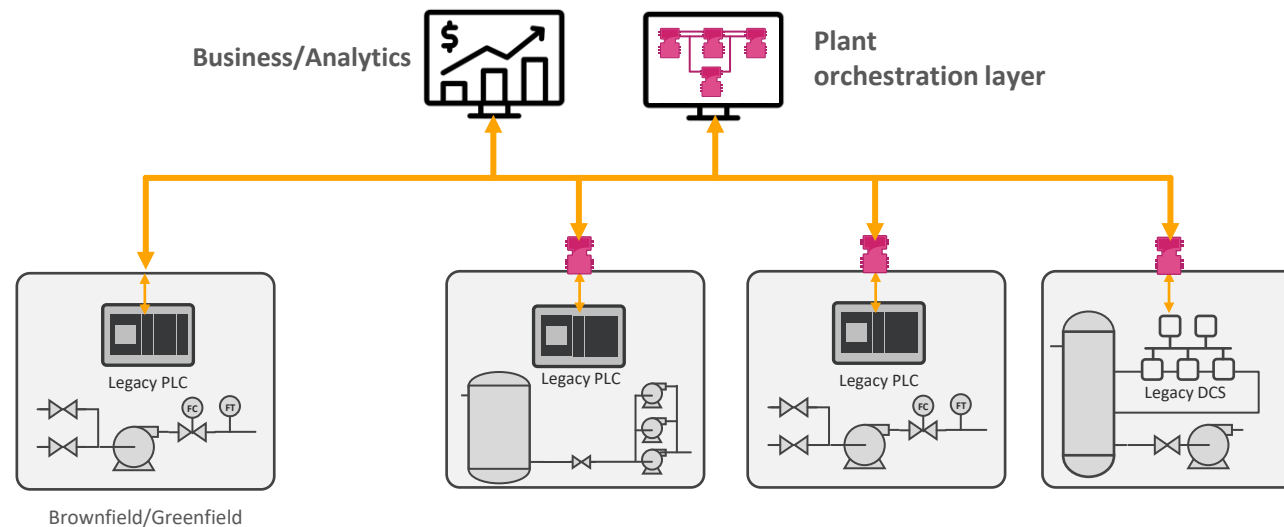 Business/Analytics
$
Plant
orchestration layer
Legacy PLC
FC
FT
Legacy PLC
Legacy PLC
FC
FT
Legacy DCS
Brownfield/Greenfield